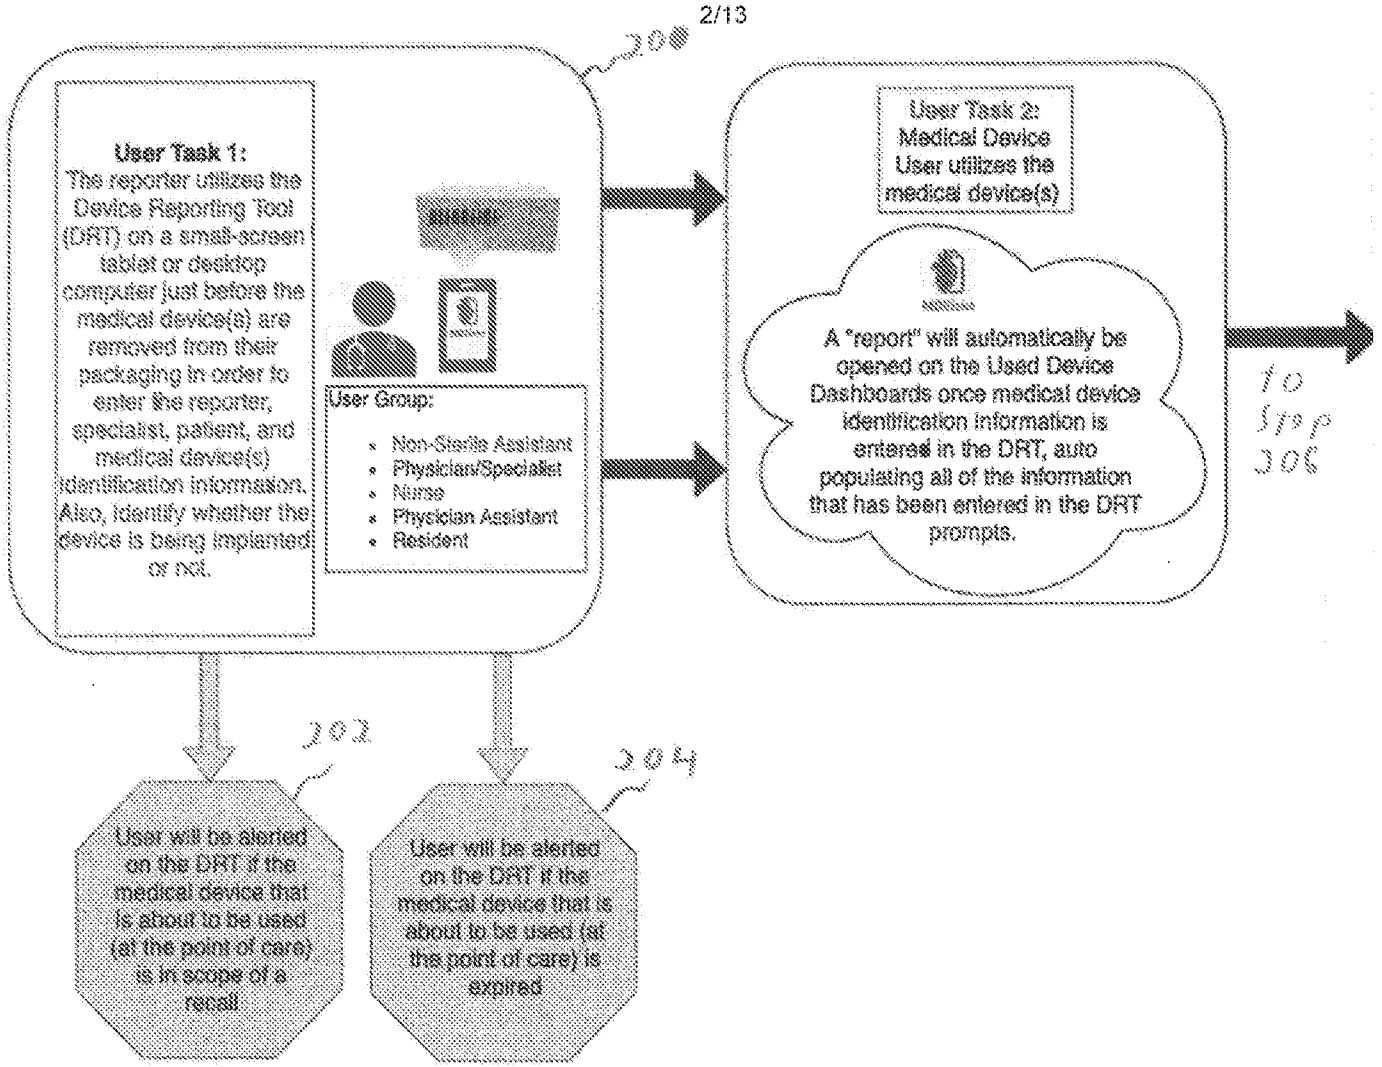 2/13
200
User Task 1:
The reporter utilizes the
Device Reporting Tool
(DRT) on a small-screen
tablet or desktop
computer just before the
medical device(s) are
removed from their
packaging in order to
enter the reporter,
specialist, patient, and
medical device(s)
identification information.
Also, identify whether the
device is being implanted
or not.
User Group:
• Non-Sterile Assistant
• Physician/Specialist
• Nurse
• Physician Assistant
• Resident
User Task 2:
Medical Device
User utilizes the
medical device(s)
A "report" will automatically be
opened on the Used Device
Dashboards once medical device
identification information is
entered in the DRT, auto
populating all of the information
that has been entered in the DRT
prompts.
to
step
206
202
User will be alerted
on the DRT if the
medical device that
is about to be used
(at the point of care)
is in scope of a
recall
204
User will be alerted
on the DRT if the
medical device that is
about to be used (at
the point of care) is
expired